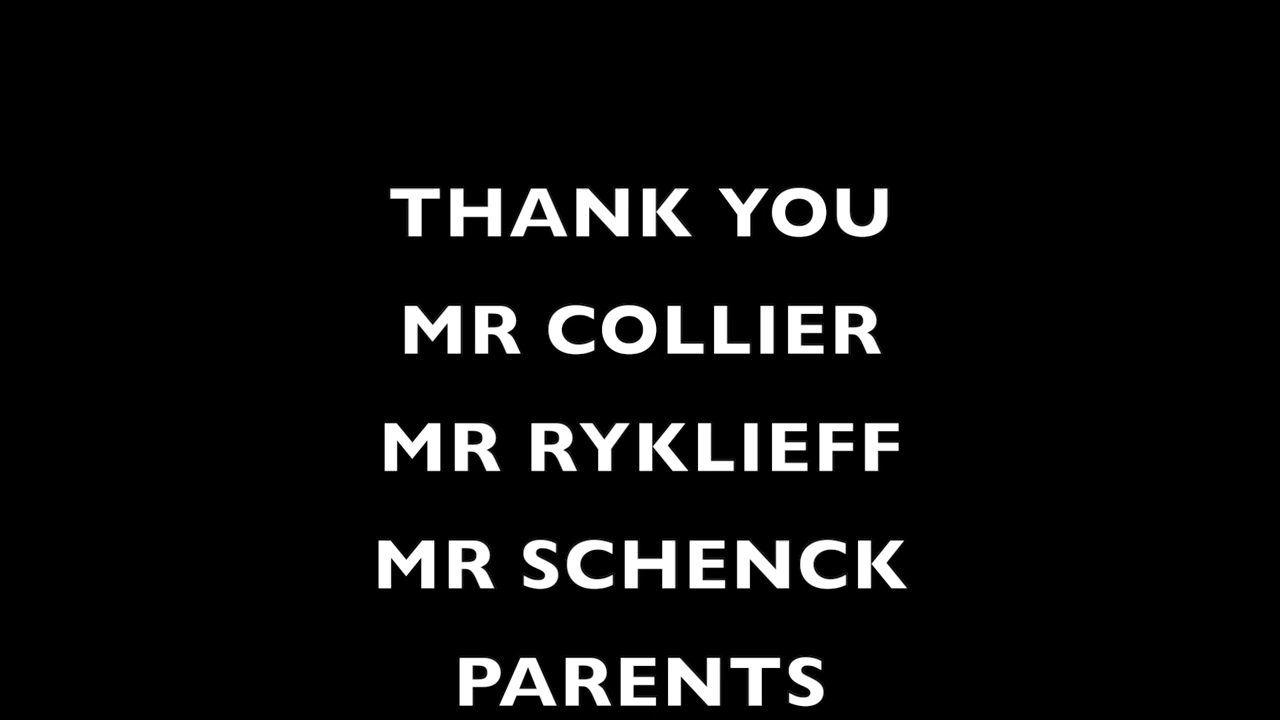 THANK YOU
MR COLLIER
MR RYKLIEFF
MR SCHENCK
PARENTS